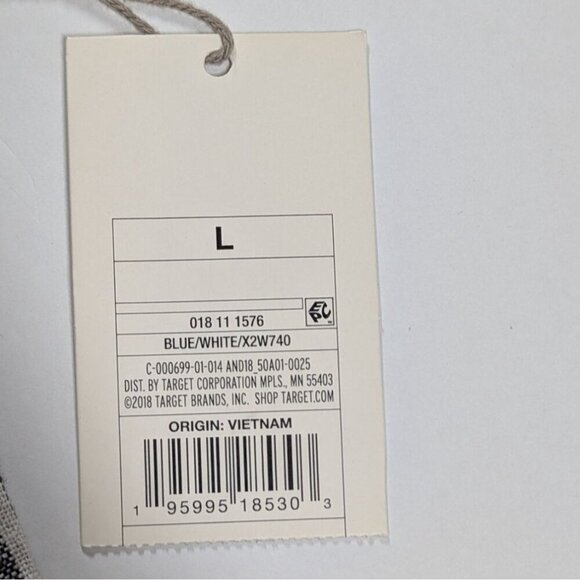 L
EPC
018 11 1576
BLUE/WHITE/X2W740
C-000699-01-014 AND18_50A01-0025
DIST. BY TARGET CORPORATION MPLS., MN 55403
©2018 TARGET BRANDS, INC. SHOP TARGET.COM
ORIGIN: VIETNAM
1 95995 18530 3